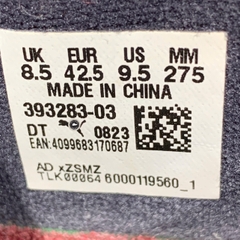 UK EUR US MM
8.5 42.5 9.5 275
MADE IN CHINA
393283-03
DT 0823
EAN:4099683170687
AD xZSMZ
TLK00064 6000119560_1